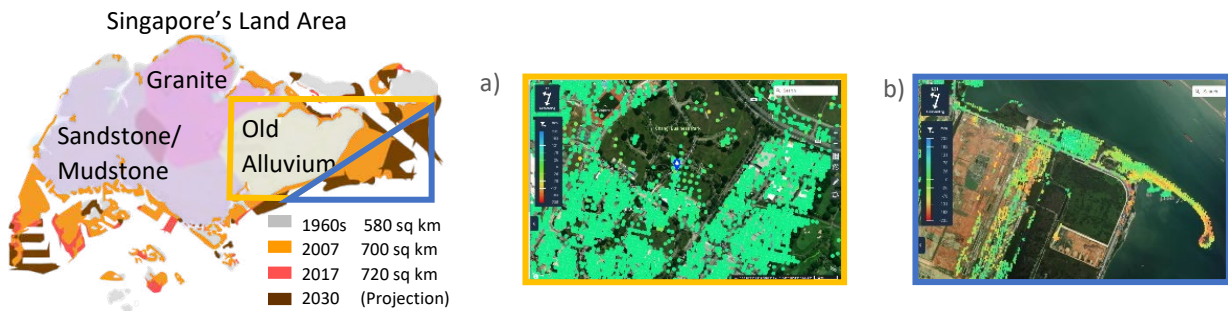 Singapore's Land Area
Granite
Sandstone/
Mudstone
Old
Alluvium
1960s 580 sq km
2007 700 sq km
2017 720 sq km
2030 (Projection)
a)
b)